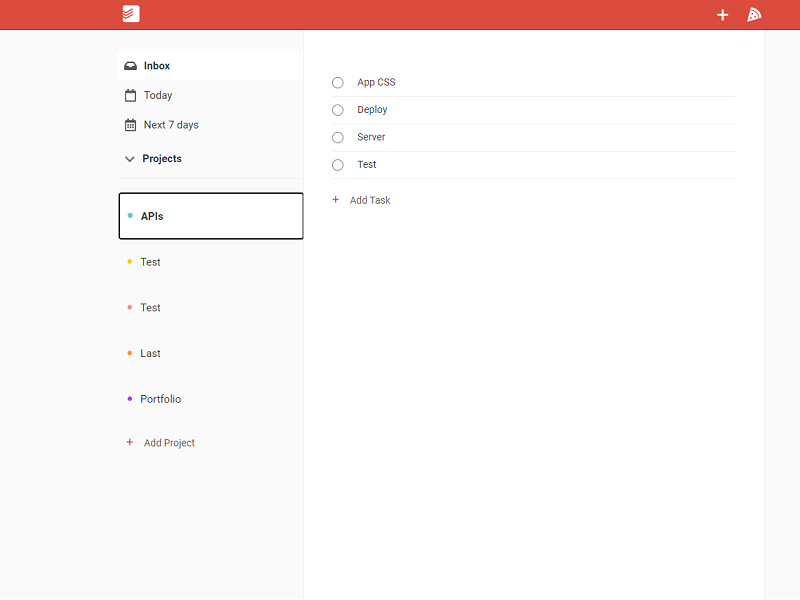 Inbox
Today
Next 7 days
Projects
APIs
Test
Test
Last
Portfolio
+ Add Project
App CSS
Deploy
Server
Test
+ Add Task